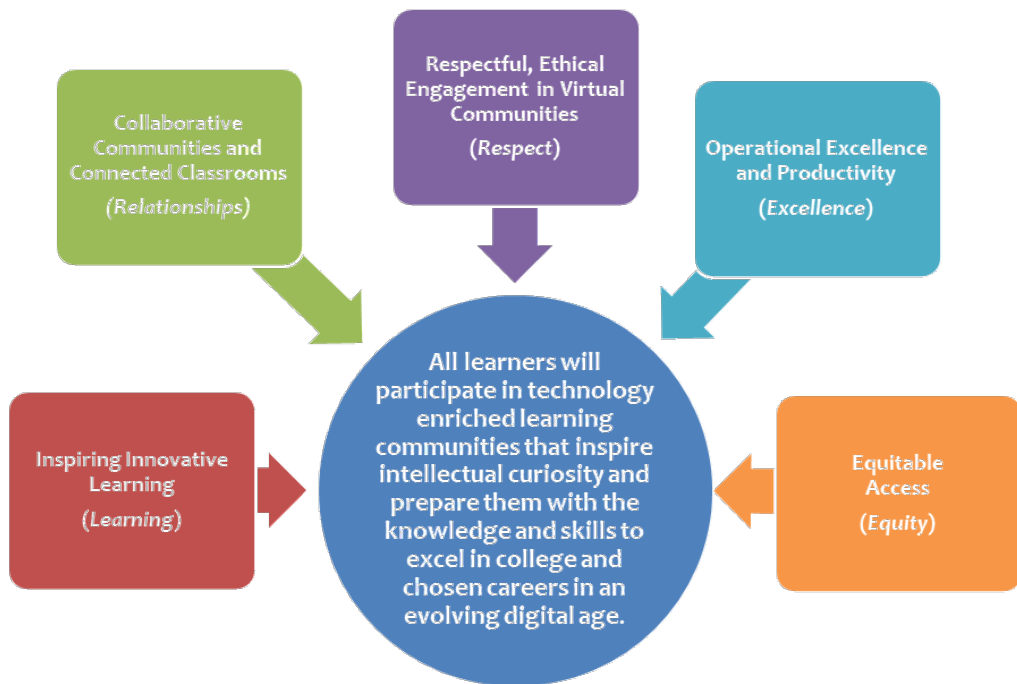 Respectful, Ethical
Engagement in Virtual
Communities
(Respect)
Collaborative
Communities and
Connected Classrooms
(Relationships)
Operational Excellence
and Productivity
(Excellence)
Inspiring Innovative
Learning
(Learning)
All learners will
participate in technology
enriched learning
communities that inspire
intellectual curiosity and
prepare them with the
knowledge and skills to
excel in college and
chosen careers in an
evolving digital age.
Equitable
Access
(Equity)